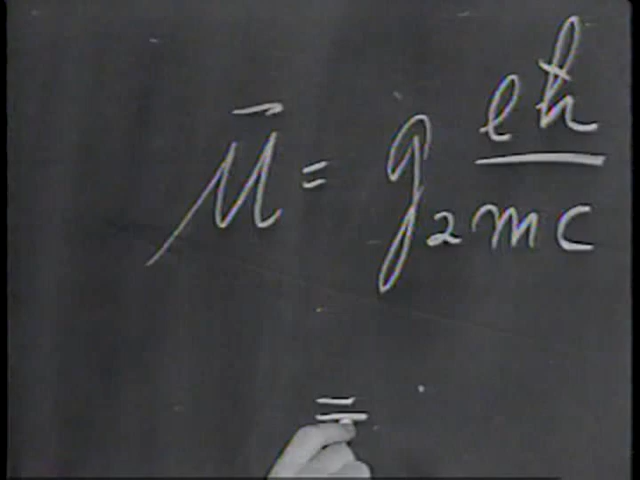 μ̄ = g eħ/2mc
=